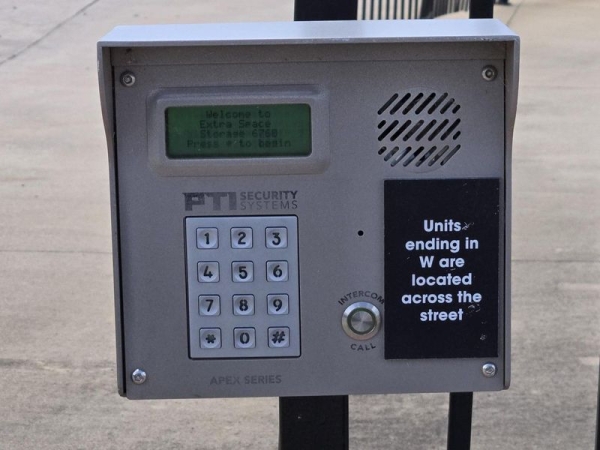 Welcome to
Extra Space
Storage 6768
Press * to begin
PTI SECURITY
SYSTEMS
1 2 3
4 5 6
7 8 9
* 0 #
APEX SERIES
INTERCOM
CALL
Units
ending in
W are
located
across the
street